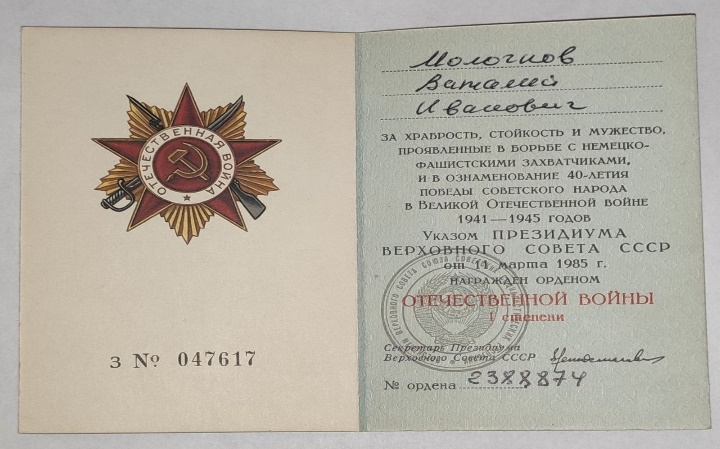 ОТЕЧЕСТВЕННАЯ ВОЙНА
З № 047617
Молочков
Виталий
Иванович
ЗА ХРАБРОСТЬ, СТОЙКОСТЬ И МУЖЕСТВО,
ПРОЯВЛЕННЫЕ В БОРЬБЕ С НЕМЕЦКО-
ФАШИСТСКИМИ ЗАХВАТЧИКАМИ,
И В ОЗНАМЕНОВАНИЕ 40-ЛЕТИЯ
ПОБЕДЫ СОВЕТСКОГО НАРОДА
В ВЕЛИКОЙ ОТЕЧЕСТВЕННОЙ ВОЙНЕ
1941—1945 ГОДОВ
УКАЗОМ ПРЕЗИДИУМА
ВЕРХОВНОГО СОВЕТА СССР
от 11 марта 1985 г.
НАГРАЖДЕН ОРДЕНОМ
ОТЕЧЕСТВЕННОЙ ВОЙНЫ
I степени
Секретарь Президиума
Верховного Совета СССР
№ ордена 2388874